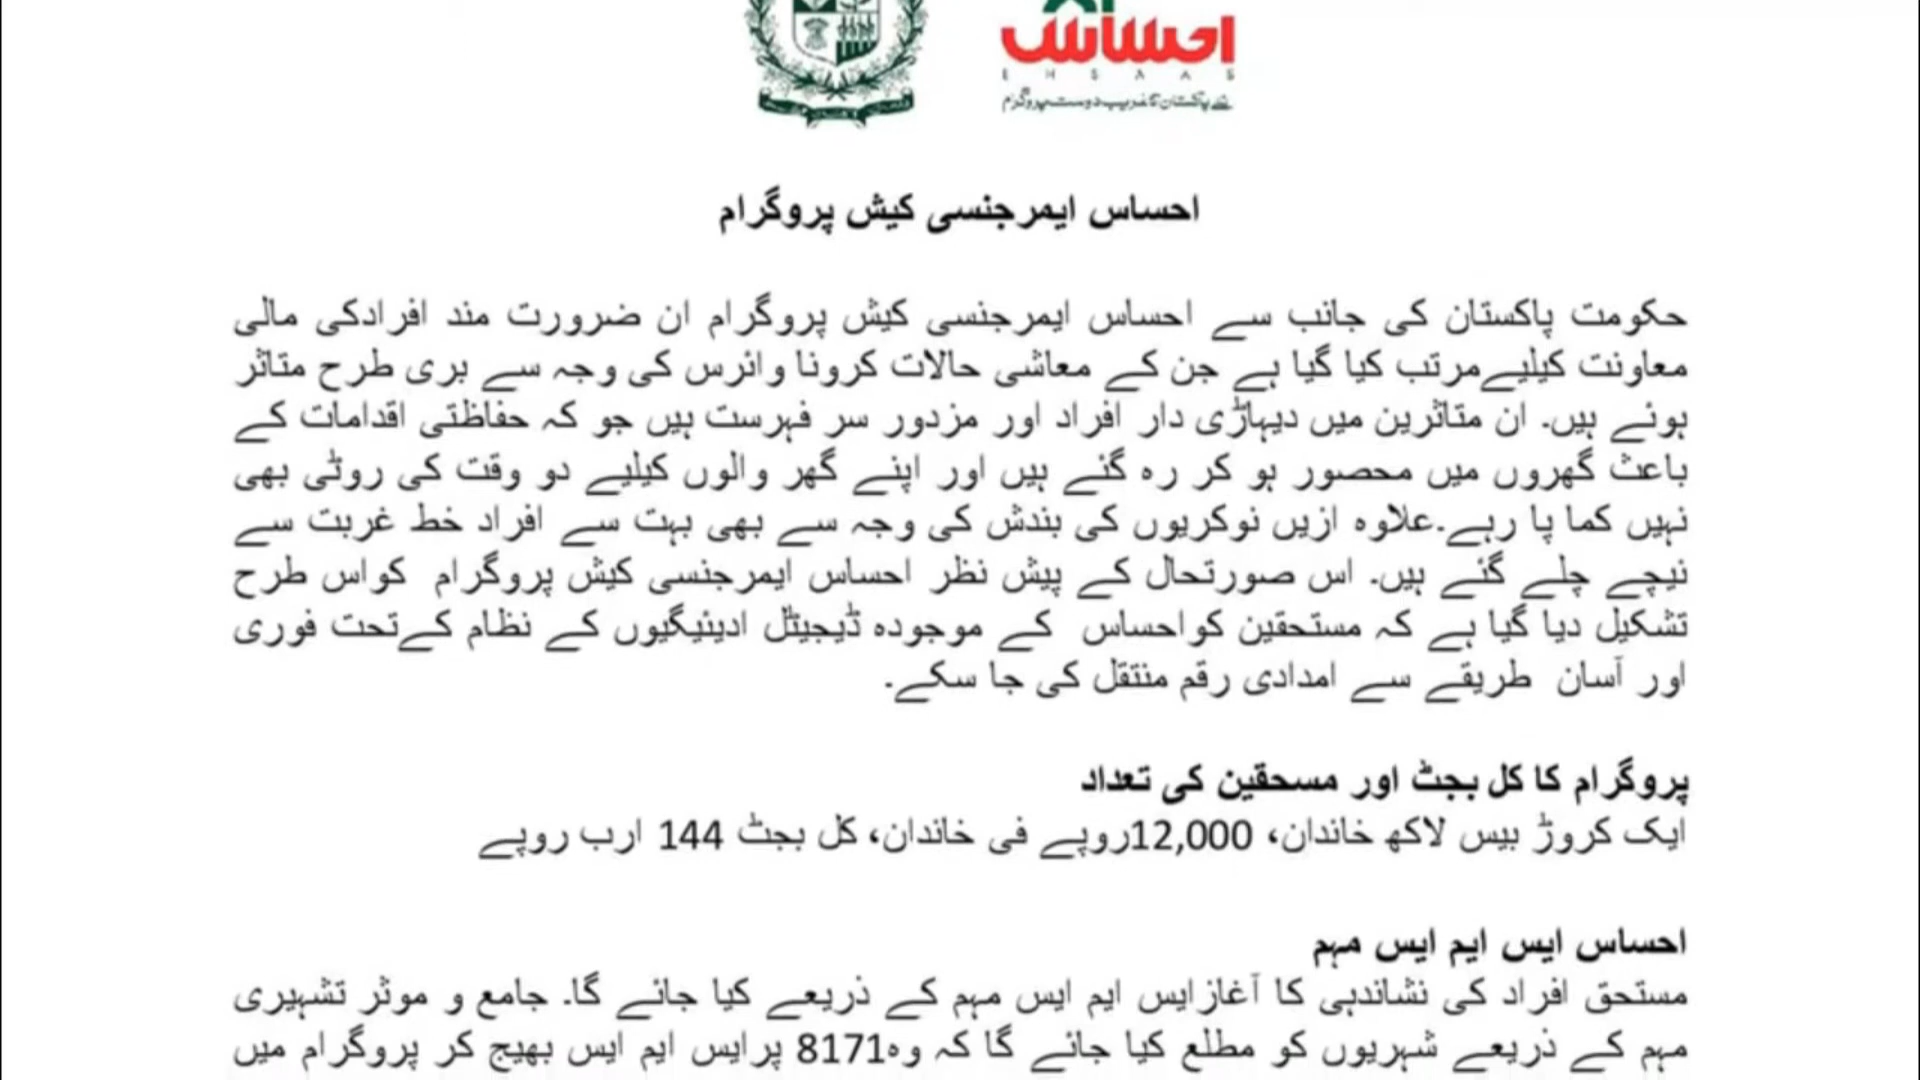 احساس
E H S A A S
احساس ایمرجنسی کیش پروگرام
حکومت پاکستان کی جانب سے احساس ایمرجنسی کیش پروگرام ان ضرورت مند افرادکی مالی
معاونت کیلیےمرتب کیا گیا ہے جن کے معاشی حالات کرونا وائرس کی وجہ سے بری طرح متاثر
ہوئے ہیں۔ ان متاثرین میں دیہاڑی دار افراد اور مزدور سر فہرست ہیں جو کہ حفاظتی اقدامات کے
باعث گھروں میں محصور ہو کر رہ گئے ہیں اور اپنے گھر والوں کیلیے دو وقت کی روٹی بھی
نہیں کما پا رہے۔علاوہ ازیں نوکریوں کی بندش کی وجہ سے بھی بہت سے افراد خط غربت سے
نیچے چلے گئے ہیں۔ اس صورتحال کے پیش نظر احساس ایمرجنسی کیش پروگرام کواس طرح
تشکیل دیا گیا ہے کہ مستحقین کواحساس کے موجودہ ڈیجیٹل ادیئیگیوں کے نظام کےتحت فوری
اور آسان طریقے سے امدادی رقم منتقل کی جا سکے۔
پروگرام کا کل بجٹ اور مسحقین کی تعداد
ایک کروڑ بیس لاکھ خاندان، 12,000روپے فی خاندان، کل بجٹ 144 ارب روپے
احساس ایس ایم ایس مہم
مستحق افراد کی نشاندہی کا آغازایس ایم ایس مہم کے ذریعے کیا جائے گا۔ جامع و موثر تشہیری
مہم کے ذریعے شہریوں کو مطلع کیا جائے گا کہ وہ8171 پرایس ایم ایس بھیج کر پروگرام میں